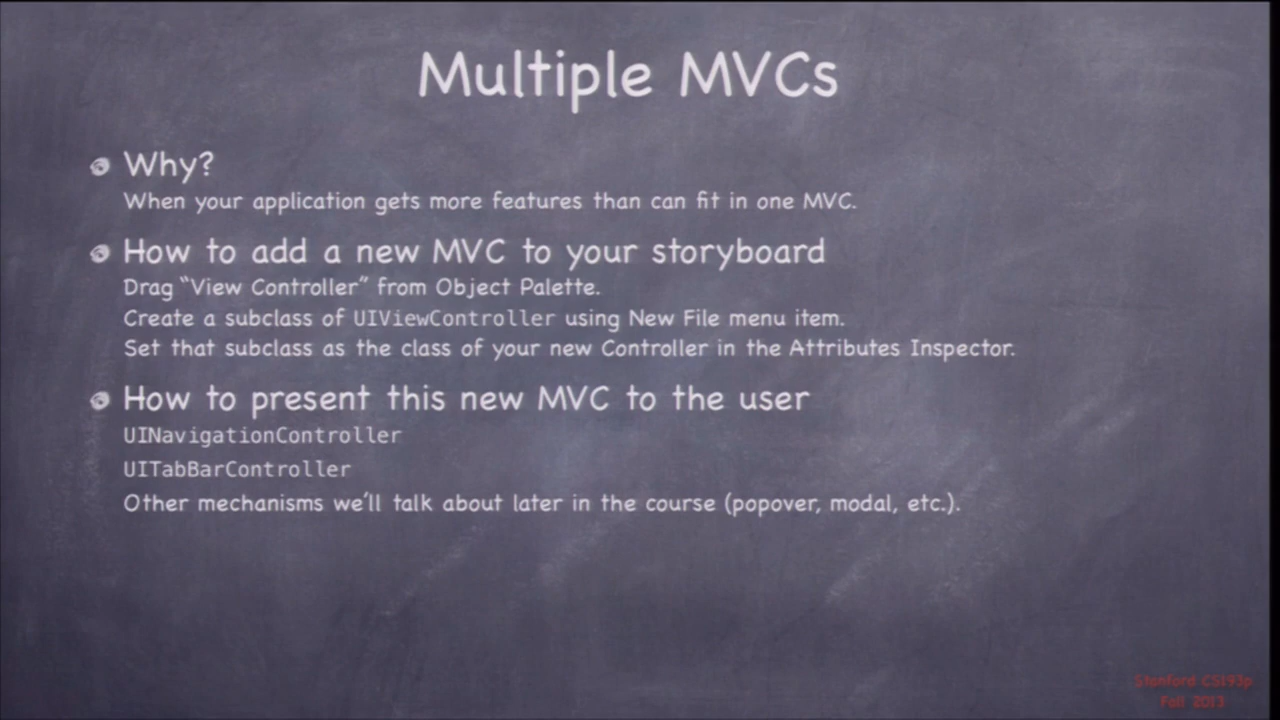 Multiple MVCs
Why?
When your application gets more features than can fit in one MVC.
How to add a new MVC to your storyboard
Drag “View Controller” from Object Palette.
Create a subclass of UIViewController using New File menu item.
Set that subclass as the class of your new Controller in the Attributes Inspector.
How to present this new MVC to the user
UINavigationController
UITabBarController
Other mechanisms we’ll talk about later in the course (popover, modal, etc.).
Stanford CS193p
Fall 2013